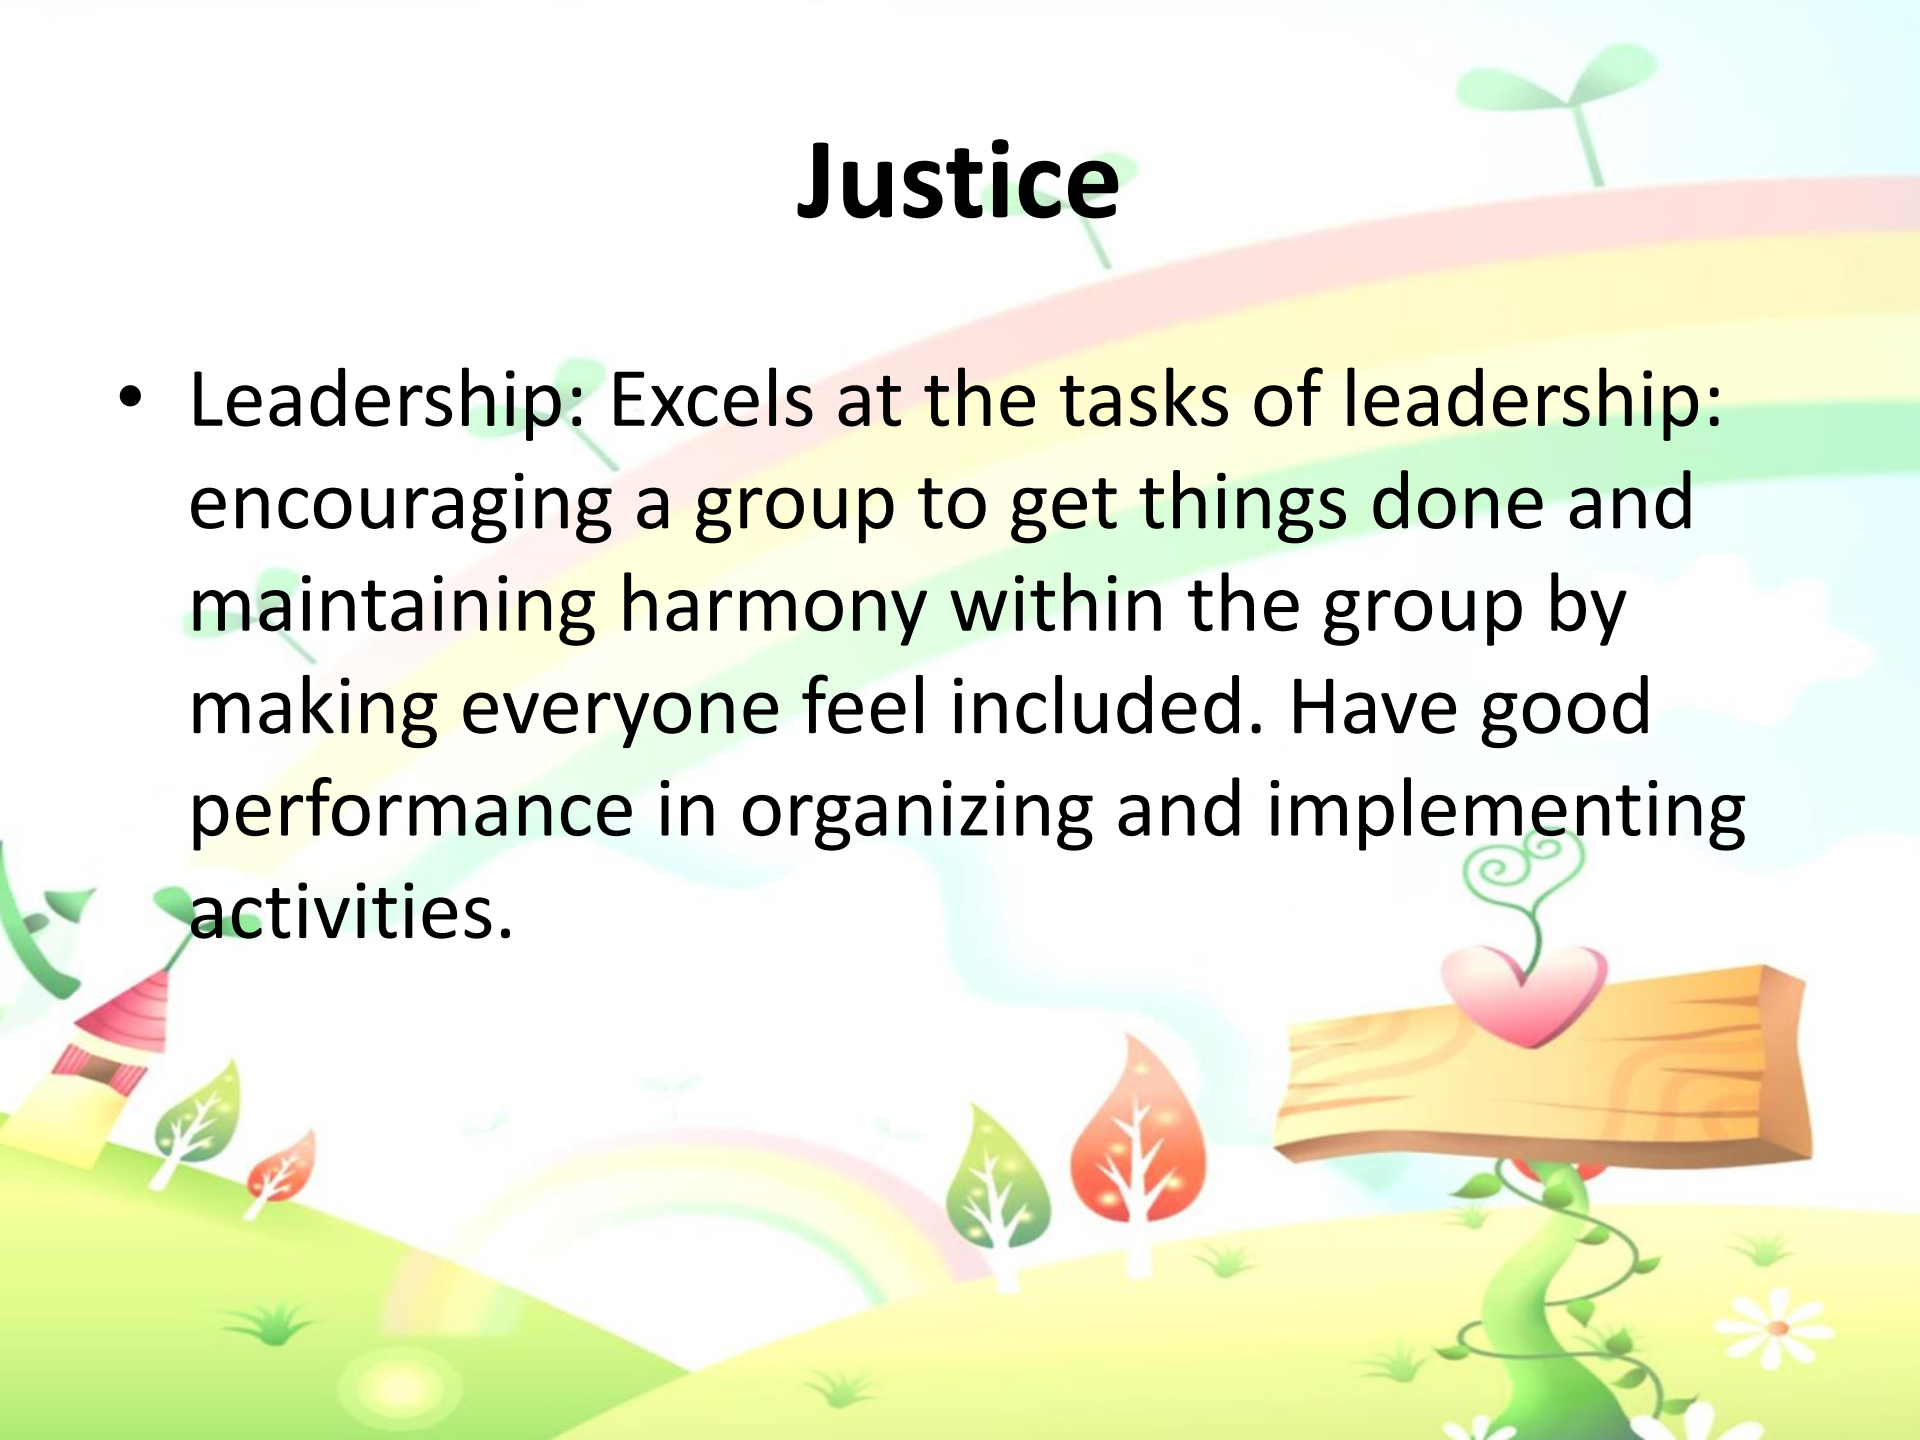 Justice
• Leadership: Excels at the tasks of leadership:
encouraging a group to get things done and
maintaining harmony within the group by
making everyone feel included. Have good
performance in organizing and implementing
activities.